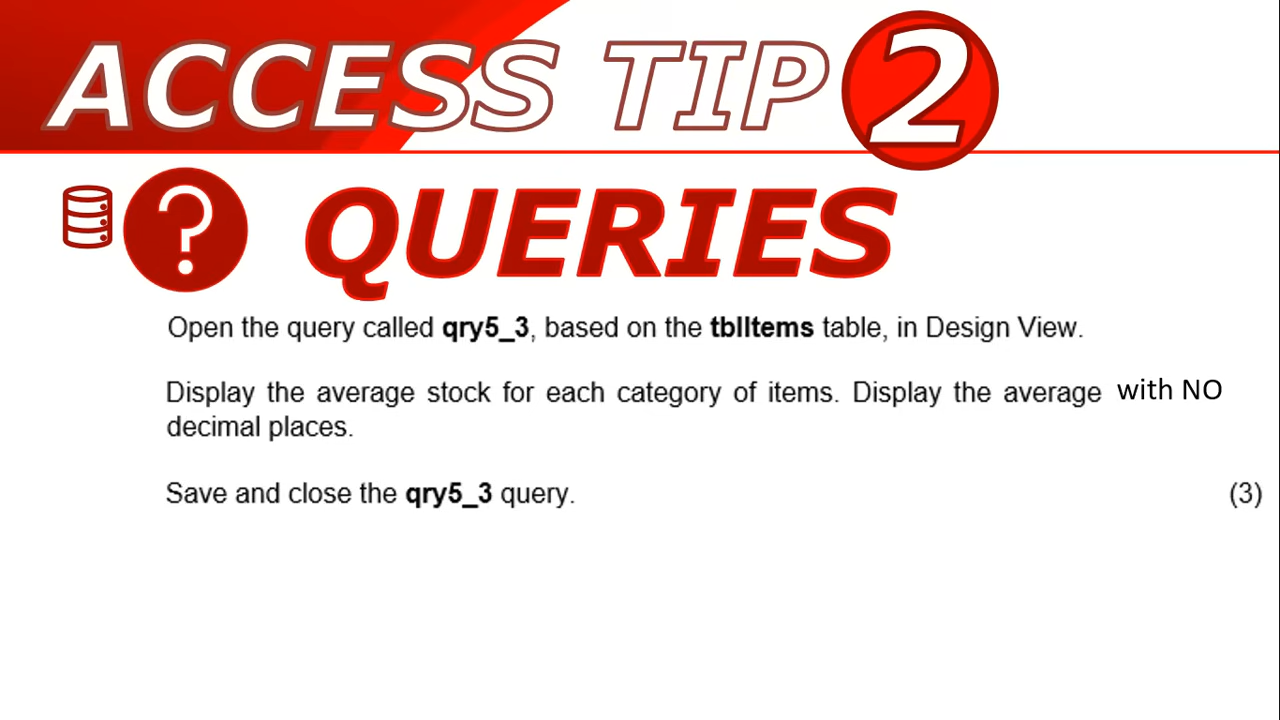 ACCESS TIP 2
?
QUERIES
Open the query called qry5_3, based on the tblItems table, in Design View.
Display the average stock for each category of items. Display the average with NO
decimal places.
Save and close the qry5_3 query. (3)